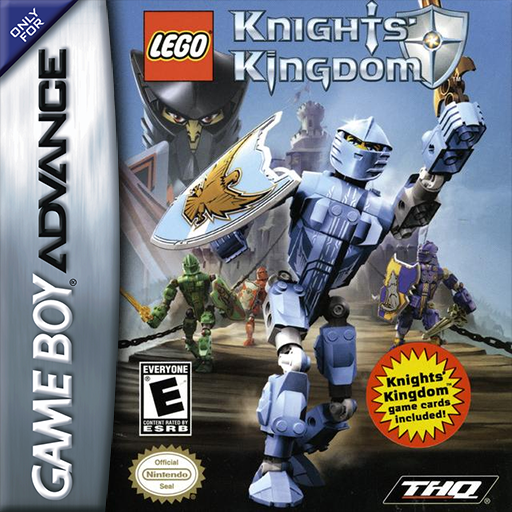 ONLY
FOR
GAME BOY ADVANCE
LEGO
KNIGHTS'
KINGDOM
EVERYONE
E
CONTENT RATED BY
ESRB
Official
Nintendo
Seal
Knights'
Kingdom
game cards
included!
THQ